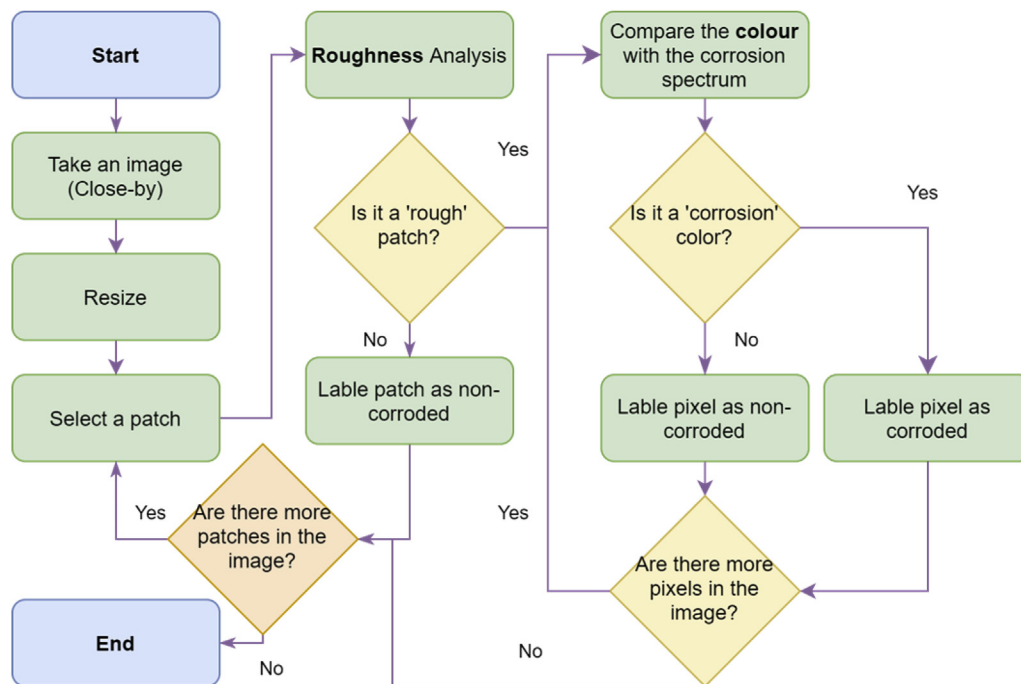 Start
Take an image
(Close-by)
Resize
Select a patch
Roughness Analysis
Is it a 'rough'
patch?
Yes
No
Lable patch as non-
corroded
Are there more
patches in the
image?
Yes
No
End
Compare the colour
with the corrosion
spectrum
Is it a 'corrosion'
color?
Yes
No
Lable pixel as non-
corroded
Lable pixel as
corroded
Are there more
pixels in the
image?
Yes
No